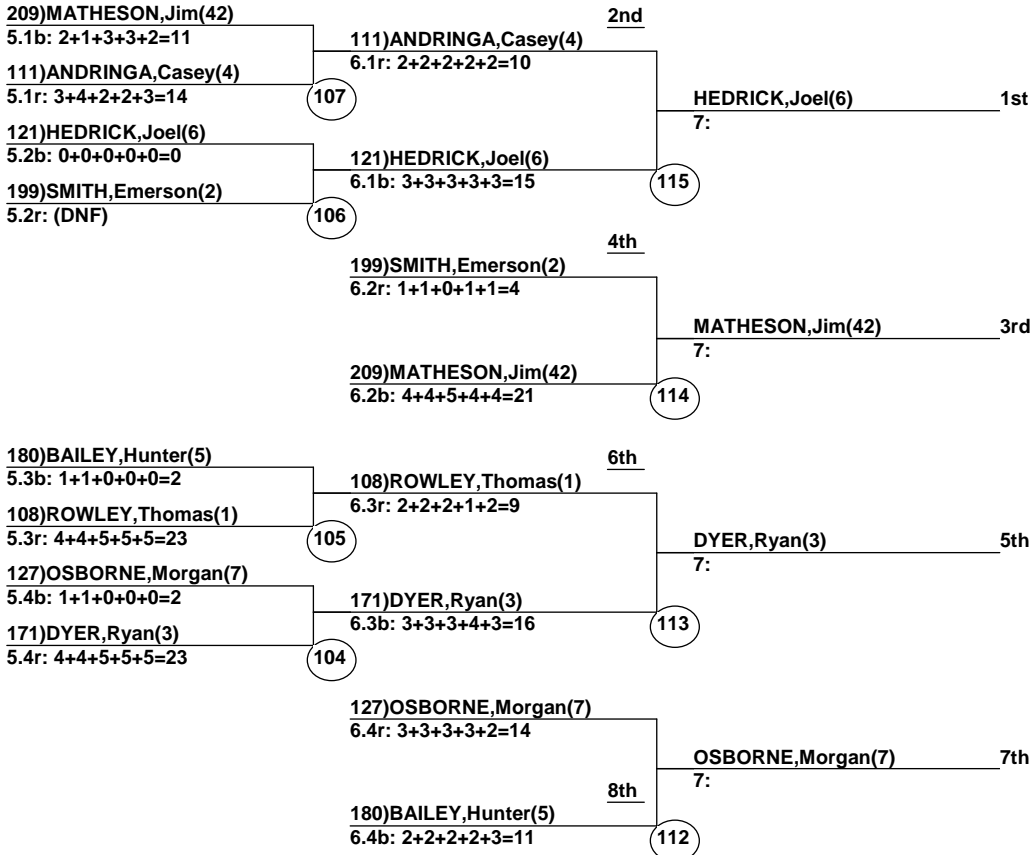 209)MATHESON,Jim(42)
5.1b: 2+1+3+3+2=11
111)ANDRINGA,Casey(4)
5.1r: 3+4+2+2+3=14
107
121)HEDRICK,Joel(6)
5.2b: 0+0+0+0+0=0
199)SMITH,Emerson(2)
5.2r: (DNF)
106
2nd
111)ANDRINGA,Casey(4)
6.1r: 2+2+2+2+2=10
121)HEDRICK,Joel(6)
6.1b: 3+3+3+3+3=15
115
HEDRICK,Joel(6) 1st
7:
4th
199)SMITH,Emerson(2)
6.2r: 1+1+0+1+1=4
209)MATHESON,Jim(42)
6.2b: 4+4+5+4+4=21
114
MATHESON,Jim(42) 3rd
7:
180)BAILEY,Hunter(5)
5.3b: 1+1+0+0+0=2
108)ROWLEY,Thomas(1)
5.3r: 4+4+5+5+5=23
105
127)OSBORNE,Morgan(7)
5.4b: 1+1+0+0+0=2
171)DYER,Ryan(3)
5.4r: 4+4+5+5+5=23
104
6th
108)ROWLEY,Thomas(1)
6.3r: 2+2+2+1+2=9
171)DYER,Ryan(3)
6.3b: 3+3+3+4+3=16
113
DYER,Ryan(3) 5th
7:
127)OSBORNE,Morgan(7)
6.4r: 3+3+3+3+2=14
8th
180)BAILEY,Hunter(5)
6.4b: 2+2+2+2+3=11
112
OSBORNE,Morgan(7) 7th
7: